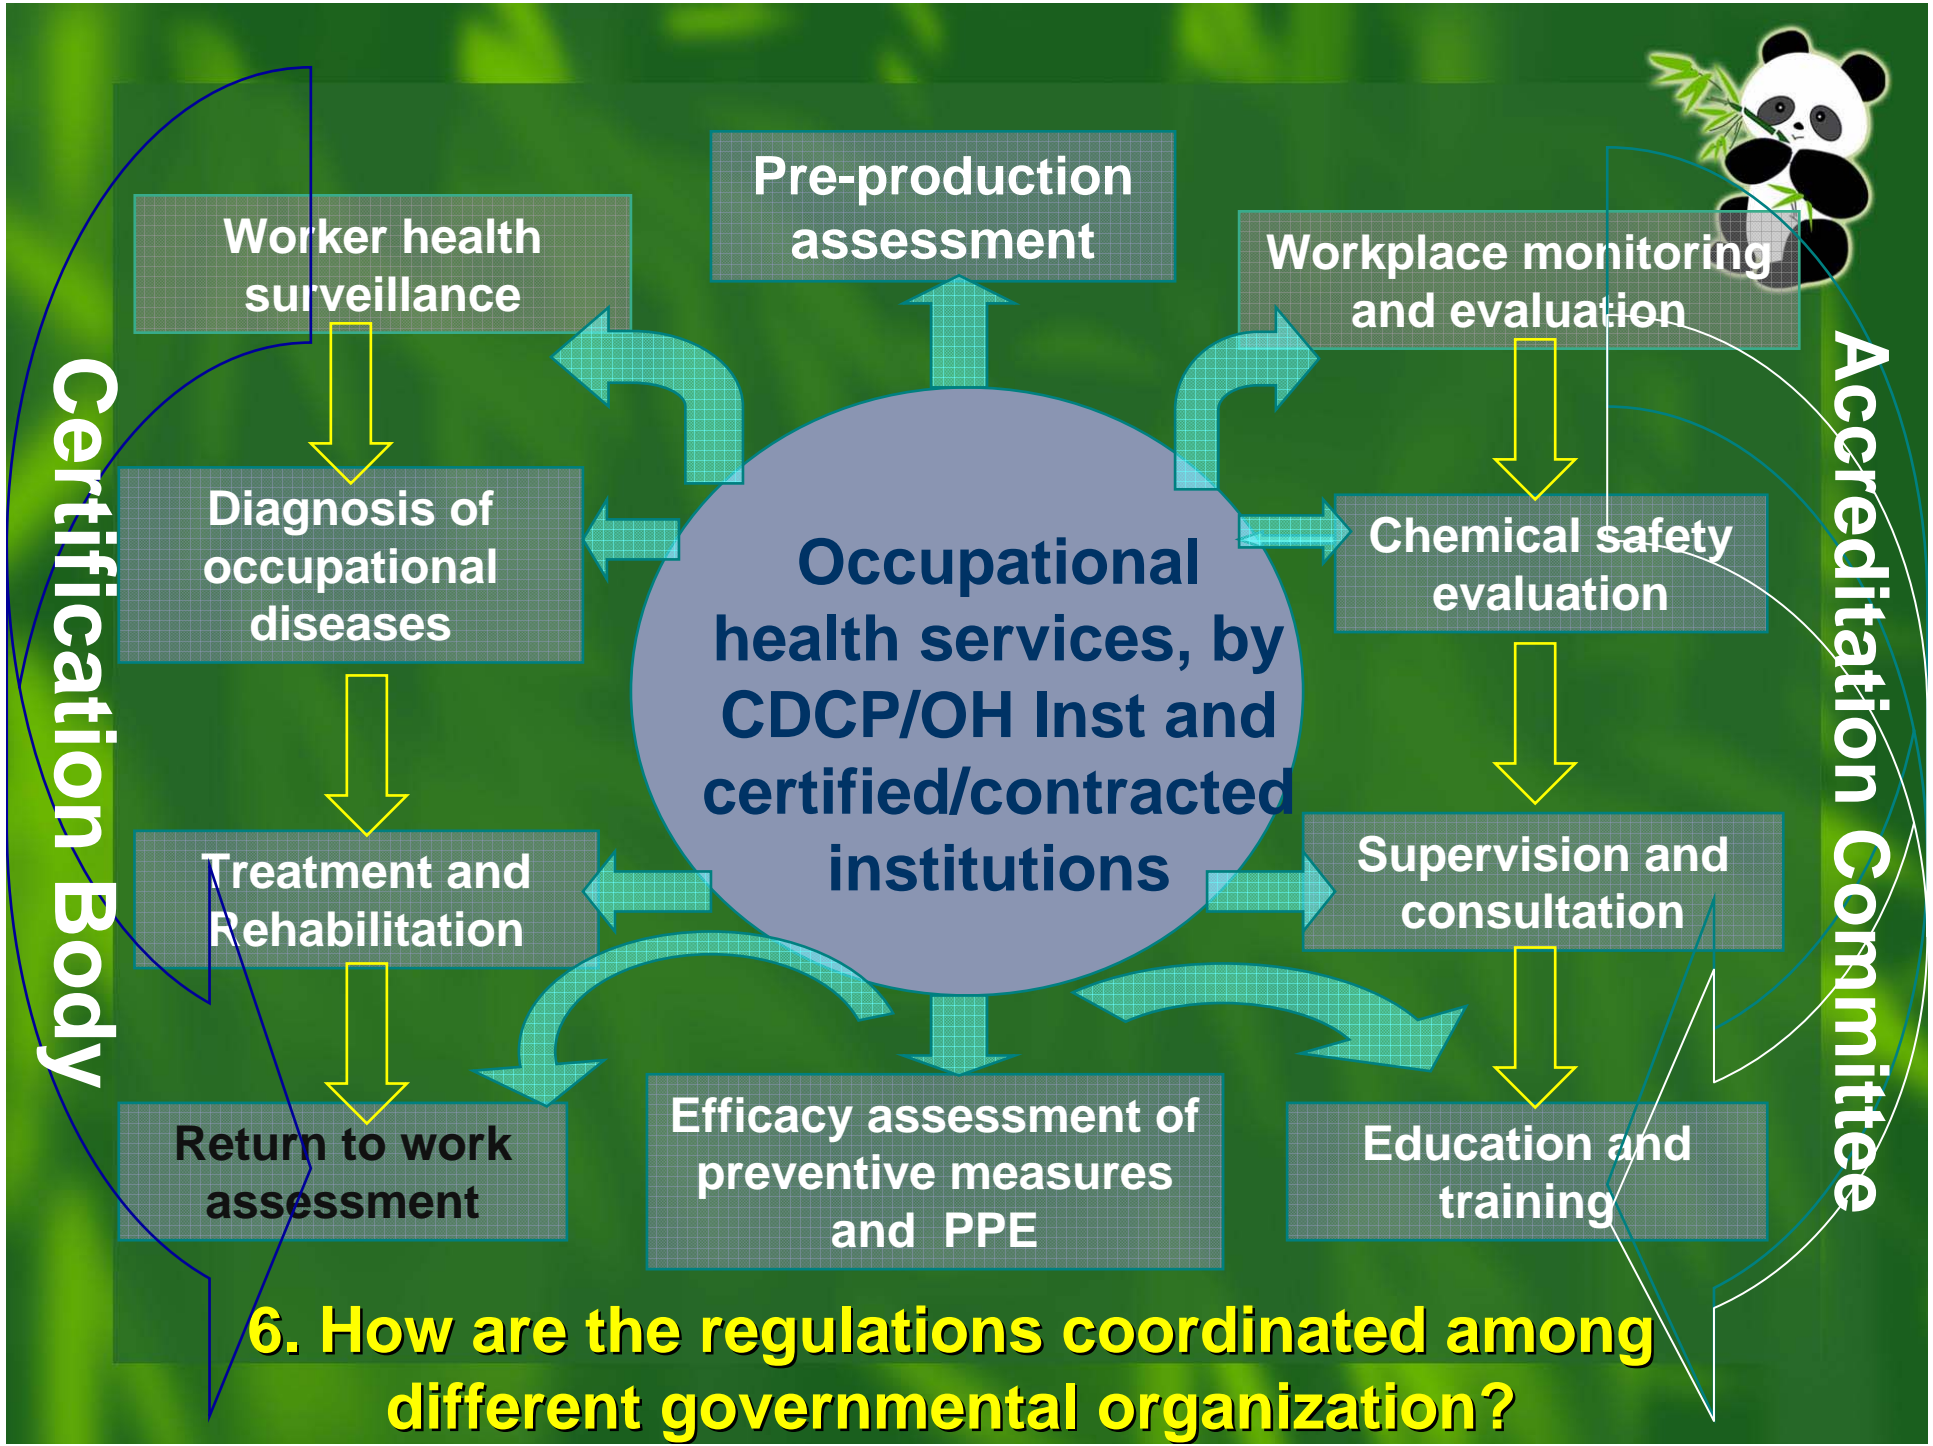 Pre-production
assessment
Worker health
surveillance
Workplace monitoring
and evaluation
Certification Body
Accreditation Committee
Diagnosis of
occupational
diseases
Occupational
health services, by
CDCP/OH Inst and
certified/contracted
institutions
Chemical safety
evaluation
Treatment and
Rehabilitation
Supervision and
consultation
Return to work
assessment
Efficacy assessment of
preventive measures
and  PPE
Education and
training
6. How are the regulations coordinated among
different governmental organization?